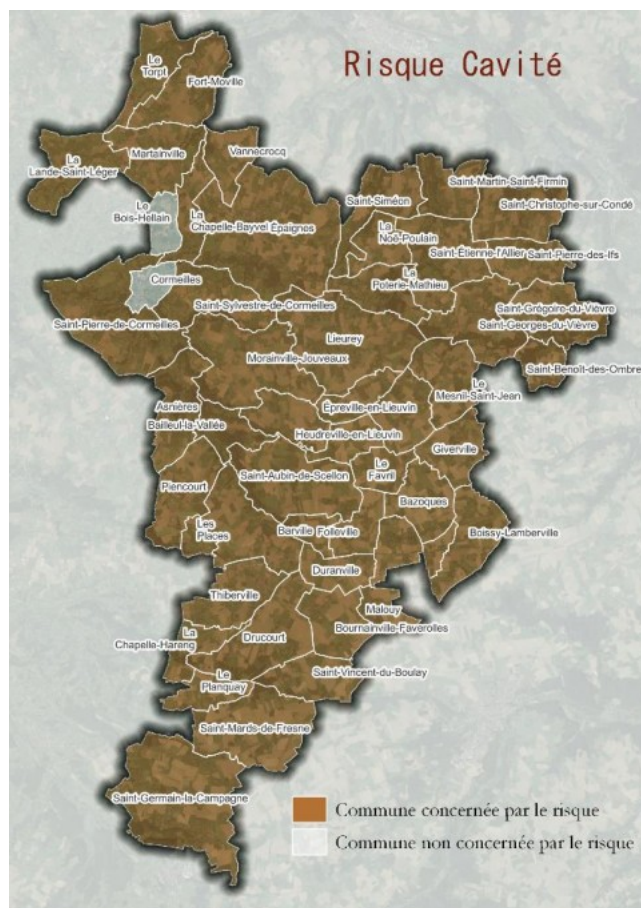 Risque Cavité
Le
Torpt
Fort-Moville
Martainville
Vannecrocq
La
Lande-Saint-Léger
Le
Bois-Hellain
La
Chapelle-Bayvel
Épaignes
Saint-Siméon
Saint-Martin-Saint-Firmin
Saint-Christophe-sur-Condé
La
Noë-Poulain
Saint-Étienne-l'Allier
Saint-Pierre-des-Ifs
Cormeilles
La
Poterie-Mathieu
Saint-Sylvestre-de-Cormeilles
Saint-Grégoire-du-Vièvre
Saint-Pierre-de-Cormeilles
Saint-Georges-du-Vièvre
Lieurey
Morainville-Jouveaux
Saint-Benoît-des-Ombre
Le
Mesnil-Saint-Jean
Asnières
Épreville-en-Lieuvin
Bailleul-la-Vallée
Heudreville-en-Lieuvin
Giverville
Saint-Aubin-de-Scellon
Le
Favril
Piencourt
Bazoques
Les
Places
Barville
Folleville
Boissy-Lamberville
Duranville
Thiberville
Malouy
Bournainville-Faverolles
La
Chapelle-Hareng
Drucourt
Le
Planquay
Saint-Vincent-du-Boulay
Saint-Mards-de-Fresne
Saint-Germain-la-Campagne
Commune concernée par le risque
Commune non concernée par le risque